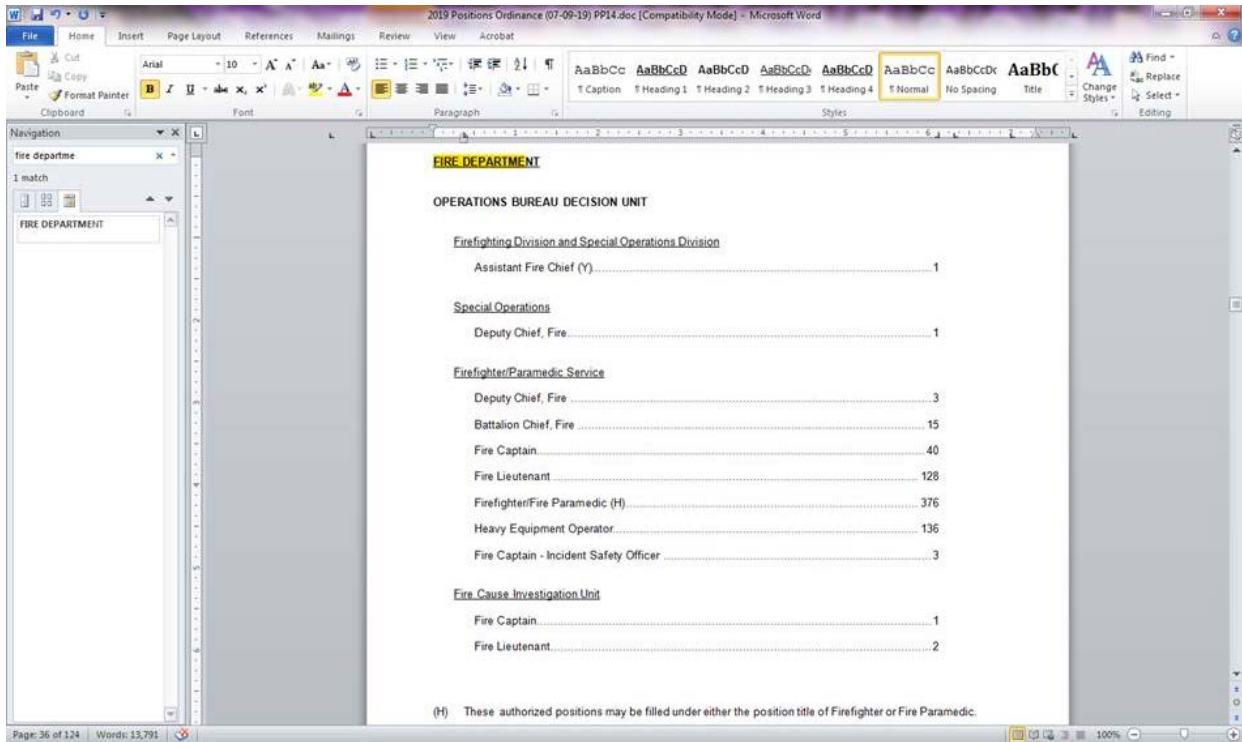 2019 Positions Ordinance (07-09-19) PP14.doc [Compatibility Mode] - Microsoft Word
File Home Insert Page Layout References Mailings Review View Acrobat
Paste
Cut
Copy
Format Painter
Clipboard
Arial 10
Font
Paragraph
AaBbCc AaBbCcD AaBbCcD AaBbCcD AaBbCcD AaBbCc AaBbCcDc AaBb(
¶ Caption ¶ Heading 1 ¶ Heading 2 ¶ Heading 3 ¶ Heading 4 ¶ Normal No Spacing Title
Styles
Change Styles
Find
Replace
Select
Editing
Navigation
fire departme
1 match
FIRE DEPARTMENT
FIRE DEPARTMENT
OPERATIONS BUREAU DECISION UNIT
Firefighting Division and Special Operations Division
Assistant Fire Chief (Y) 1
Special Operations
Deputy Chief, Fire 1
Firefighter/Paramedic Service
Deputy Chief, Fire 3
Battalion Chief, Fire 15
Fire Captain 40
Fire Lieutenant 128
Firefighter/Fire Paramedic (H) 376
Heavy Equipment Operator 136
Fire Captain - Incident Safety Officer 3
Fire Cause Investigation Unit
Fire Captain 1
Fire Lieutenant 2
(H) These authorized positions may be filled under either the position title of Firefighter or Fire Paramedic.
Page: 36 of 124 Words: 13,791 100%